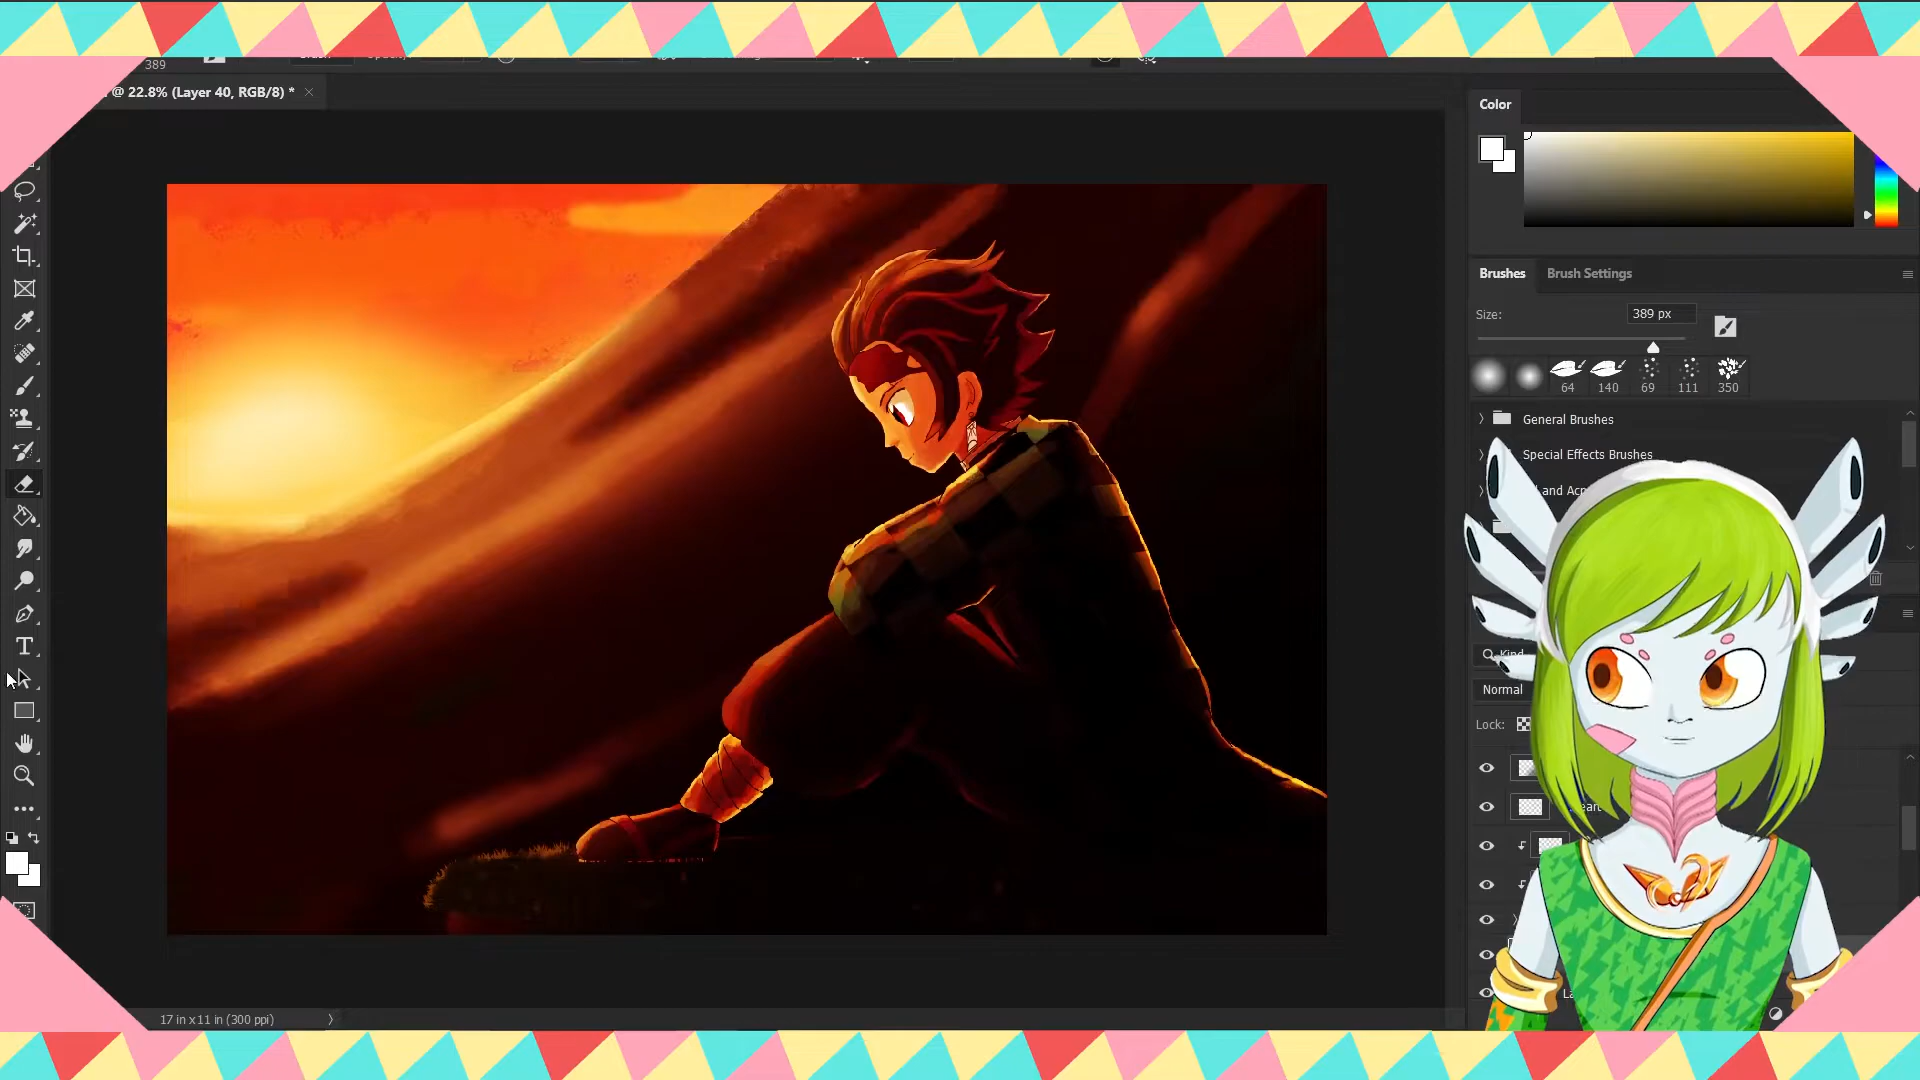 389
@ 22.8% (Layer 40, RGB/8) *
Color
Brushes
Brush Settings
Size:
389 px
64
140
69
111
350
General Brushes
Special Effects Brushes
and
Kind
Normal
Lock:
17 in x 11 in (300 ppi)